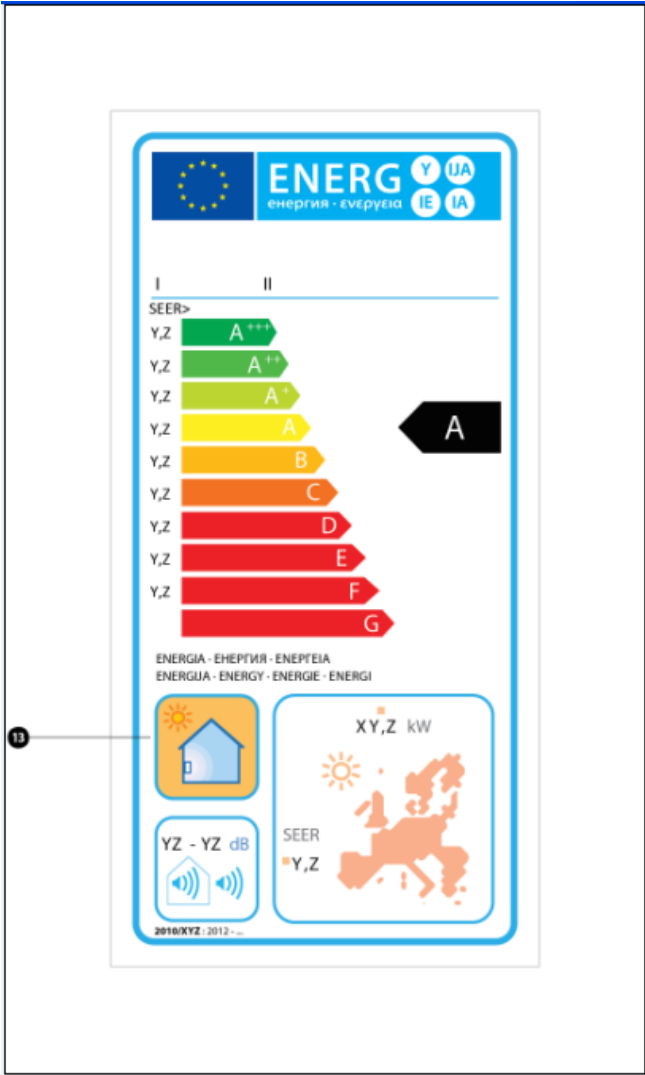 ENERG Y IJA
енергия · ενεργεια IE IA
I II
SEER>
Y,Z A+++
Y,Z A++
Y,Z A+
Y,Z A
A
Y,Z B
Y,Z C
Y,Z D
Y,Z E
Y,Z F
G
ENERGIA · ЕНЕРГИЯ · ΕΝΕΡΓΕΙΑ
ENERGIJA · ENERGY · ENERGIE · ENERGI
13
XY,Z kW
SEER
Y,Z
YZ - YZ dB
2010/XYZ : 2012 - ...